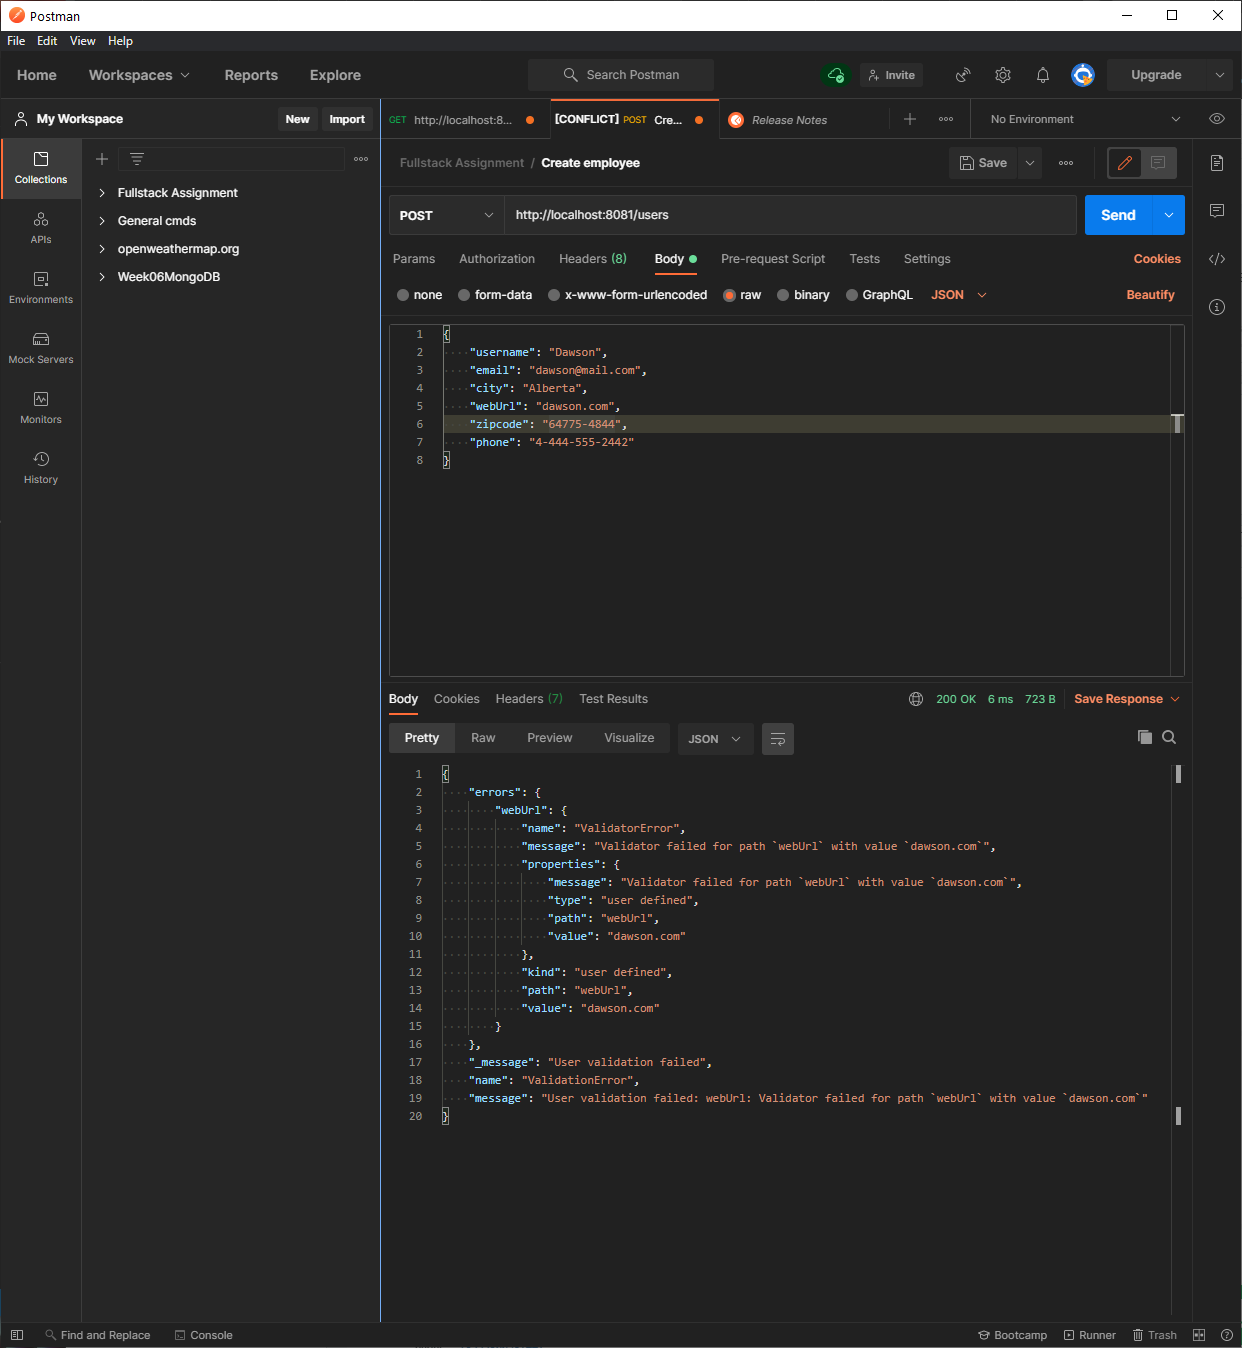 Postman
File Edit View Help
Home Workspaces Reports Explore Search Postman Invite Upgrade
My Workspace New Import
GET http://localhost:8... [CONFLICT] POST Cre... Release Notes No Environment
Fullstack Assignment / Create employee Save
Collections
APIs
Environments
Mock Servers
Monitors
History
Fullstack Assignment
General cmds
openweathermap.org
Week06MongoDB
POST http://localhost:8081/users Send
Params Authorization Headers (8) Body Pre-request Script Tests Settings Cookies
none form-data x-www-form-urlencoded raw binary GraphQL JSON Beautify
1 {
2 "username": "Dawson",
3 "email": "dawson@mail.com",
4 "city": "Alberta",
5 "webUrl": "dawson.com",
6 "zipcode": "64775-4844",
7 "phone": "4-444-555-2442"
8 }
Body Cookies Headers (7) Test Results 200 OK 6 ms 723 B Save Response
Pretty Raw Preview Visualize JSON
1 {
2 "errors": {
3 "webUrl": {
4 "name": "ValidatorError",
5 "message": "Validator failed for path `webUrl` with value `dawson.com`",
6 "properties": {
7 "message": "Validator failed for path `webUrl` with value `dawson.com`",
8 "type": "user defined",
9 "path": "webUrl",
10 "value": "dawson.com"
11 },
12 "kind": "user defined",
13 "path": "webUrl",
14 "value": "dawson.com"
15 }
16 },
17 "_message": "User validation failed",
18 "name": "ValidationError",
19 "message": "User validation failed: webUrl: Validator failed for path `webUrl` with value `dawson.com`"
20 }
Find and Replace Console Bootcamp Runner Trash